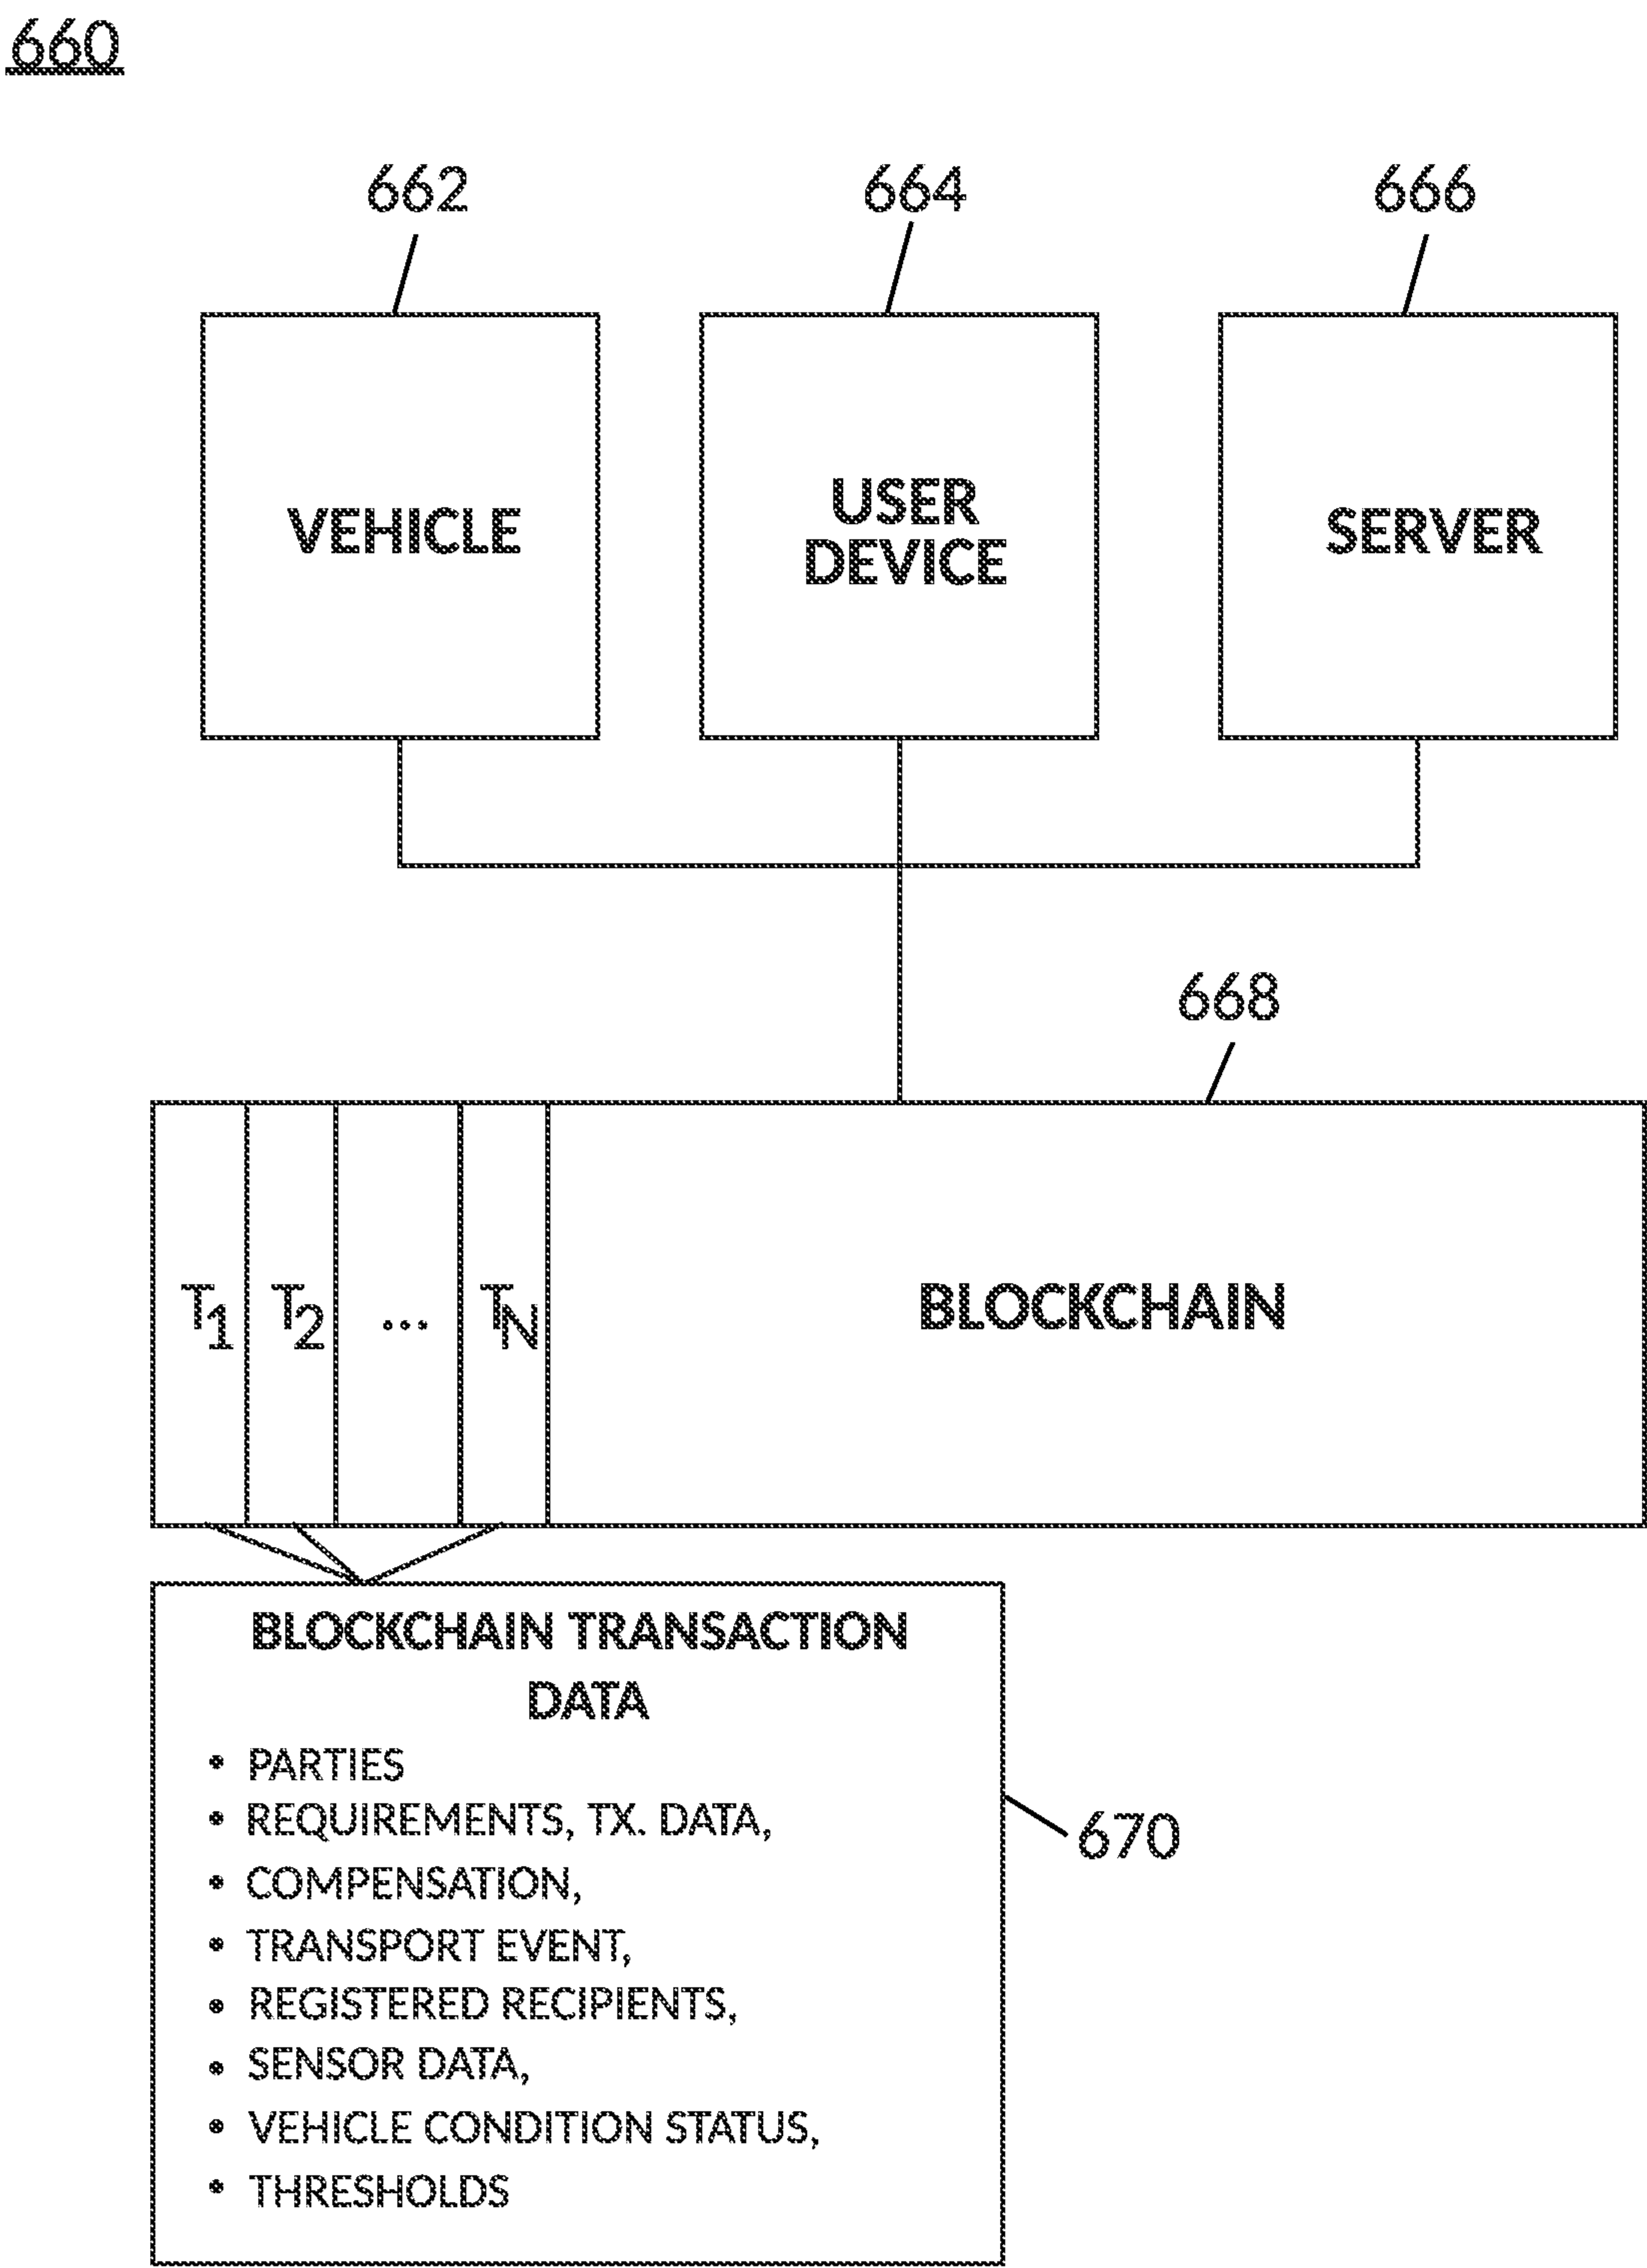 660
662 664 666
VEHICLE
USER
DEVICE
SERVER
668
T1 T2 ... TN BLOCKCHAIN
BLOCKCHAIN TRANSACTION
DATA
• PARTIES
• REQUIREMENTS, TX. DATA,
• COMPENSATION,
• TRANSPORT EVENT,
• REGISTERED RECIPIENTS,
• SENSOR DATA,
• VEHICLE CONDITION STATUS,
• THRESHOLDS
670